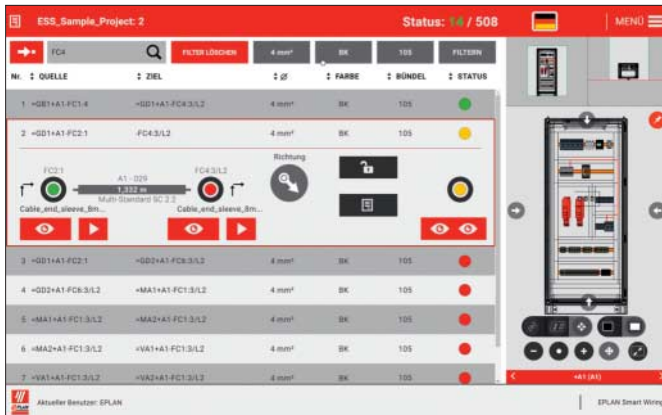 ESS_Sample_Project: 2
Status: 14 / 508
MENÜ
FC4
FILTER LÖSCHEN
4 mm²
BK
105
FILTERN
Nr. QUELLE ZIEL Ø FARBE BÜNDEL STATUS
1 =GB1+A1-FC1:4 =GD1+A1-FC4:3/L2 4 mm² BK 105
2 =GD1+A1-FC2:1 -FC4:3/L2 4 mm² BK 105
FC2:1
A1 - 029
FC4:3/L2
Richtung
1,332 m
Multi-Standard SC 2.2
Cable_end_sleeve_8m...
Cable_end_sleeve_8m...
3 =GD1+A1-FC2:1 =GD2+A1-FC6:3/L2 4 mm² BK 105
4 =GD2+A1-FC6:3/L2 =MA1+A1-FC1:3/L2 4 mm² BK 105
5 =MA1+A1-FC1:3/L2 =MA2+A1-FC1:3/L2 4 mm² BK 105
6 =MA2+A1-FC1:3/L2 =VA1+A1-FC1:3/L2 4 mm² BK 105
7 =VA1+A1-FC1:3/L2 =VA2+A1-FC1:3/L2 4 mm² BK 105
+A1 (A1)
Aktueller Benutzer: EPLAN
EPLAN Smart Wiring